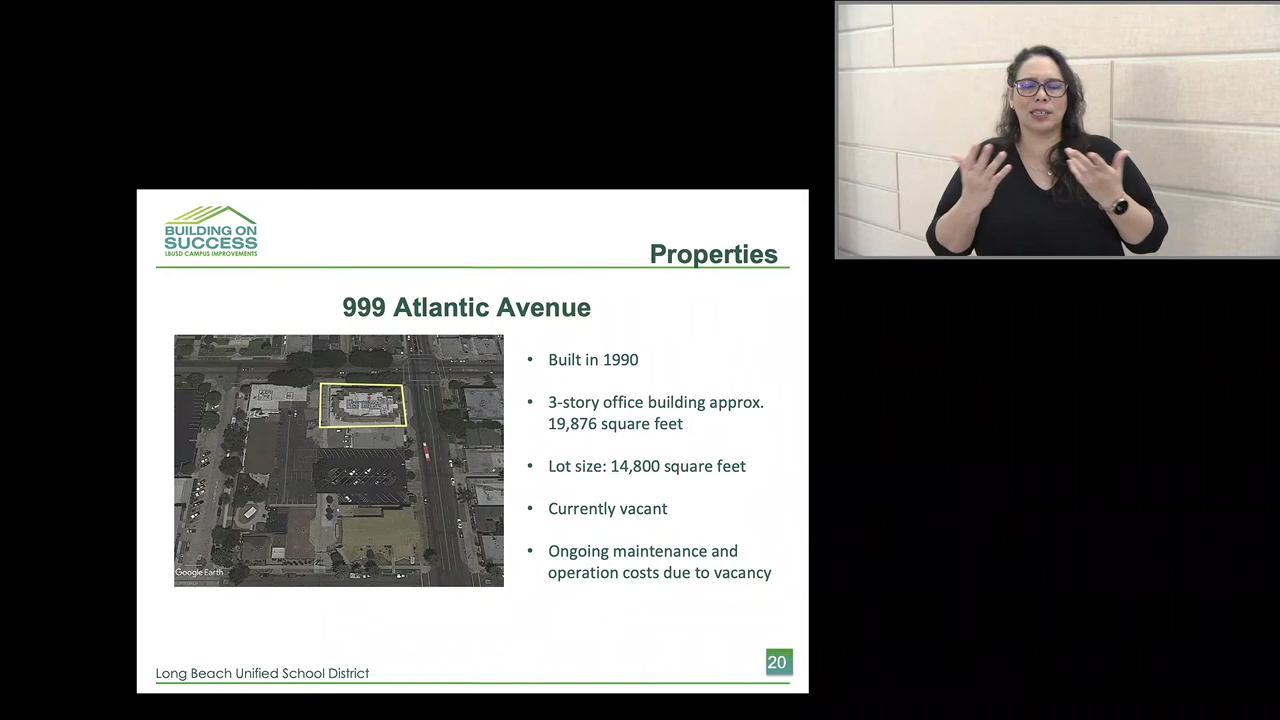 BUILDING ON
SUCCESS
LBUSD CAMPUS IMPROVEMENTS
Properties
999 Atlantic Avenue
• Built in 1990
• 3-story office building approx.
19,876 square feet
• Lot size: 14,800 square feet
• Currently vacant
• Ongoing maintenance and
operation costs due to vacancy
Google Earth
Long Beach Unified School District
20